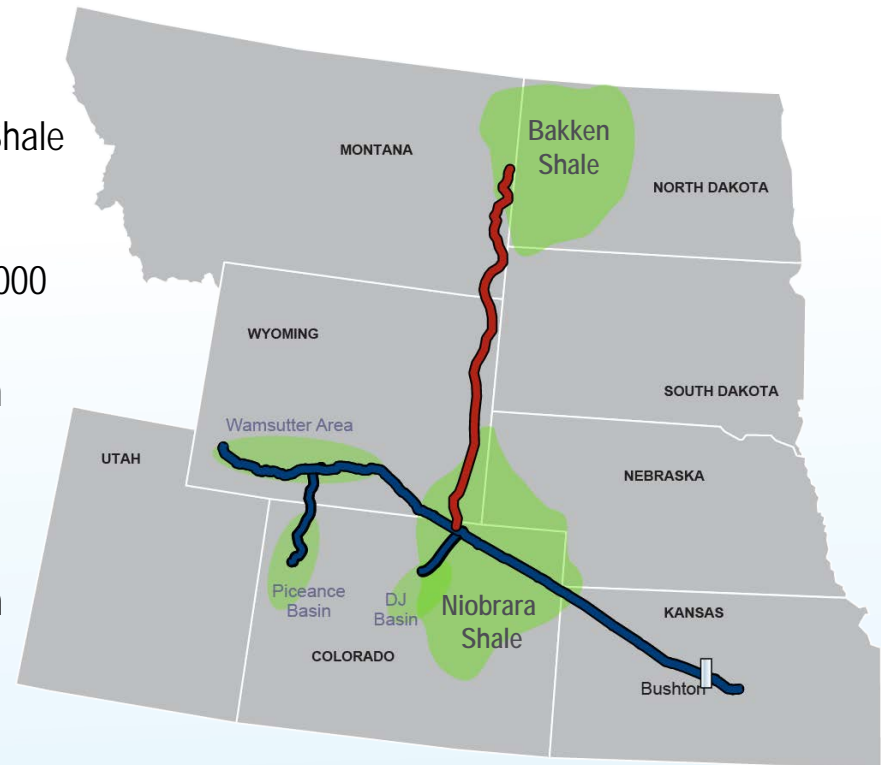 Shale
000
MONTANA
Bakken
Shale
NORTH DAKOTA
WYOMING
SOUTH DAKOTA
Wamsutter Area
UTAH
NEBRASKA
Piceance
Basin
DJ
Basin
Niobrara
Shale
KANSAS
COLORADO
Bushton